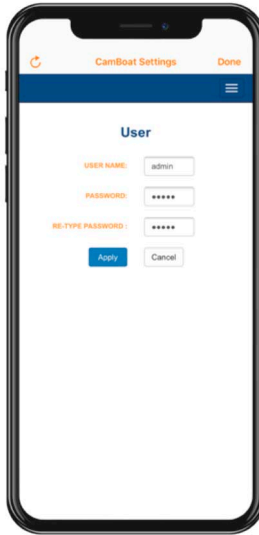 CamBoat Settings Done
User
USER NAME: admin
PASSWORD: •••••
RE-TYPE PASSWORD : •••••
Apply Cancel